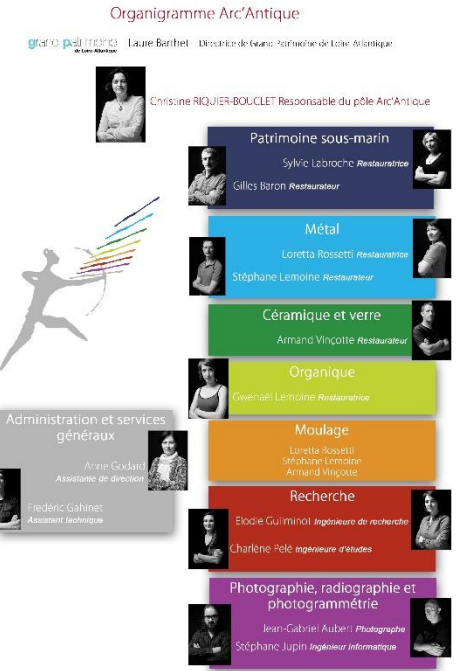 Organigramme Arc'Antique
grand patrimoine
de Loire-Atlantique
Laure Barthet Directrice de Grand Patrimoine de Loire-Atlantique
Christine RIQUIER-BOUCLET Responsable du pôle Arc'Antique
Patrimoine sous-marin
Sylvie Labroche Restauratrice
Gilles Baron Restaurateur
Métal
Loretta Rossetti Restauratrice
Stéphane Lemoine Restaurateur
Céramique et verre
Armand Vinçotte Restaurateur
Organique
Gwenaël Lemoine Restauratrice
Moulage
Loretta Rossetti
Stéphane Lemoine
Armand Vinçotte
Recherche
Elodie Guilminot Ingénieure de recherche
Charlène Pelé ingénieure d'études
Photographie, radiographie et
photogrammétrie
Jean-Gabriel Aubert Photographe
Stéphane Jupin Ingénieur informatique
Administration et services
généraux
Anne Godard
Assistante de direction
Frédéric Gahinet
Assistant technique